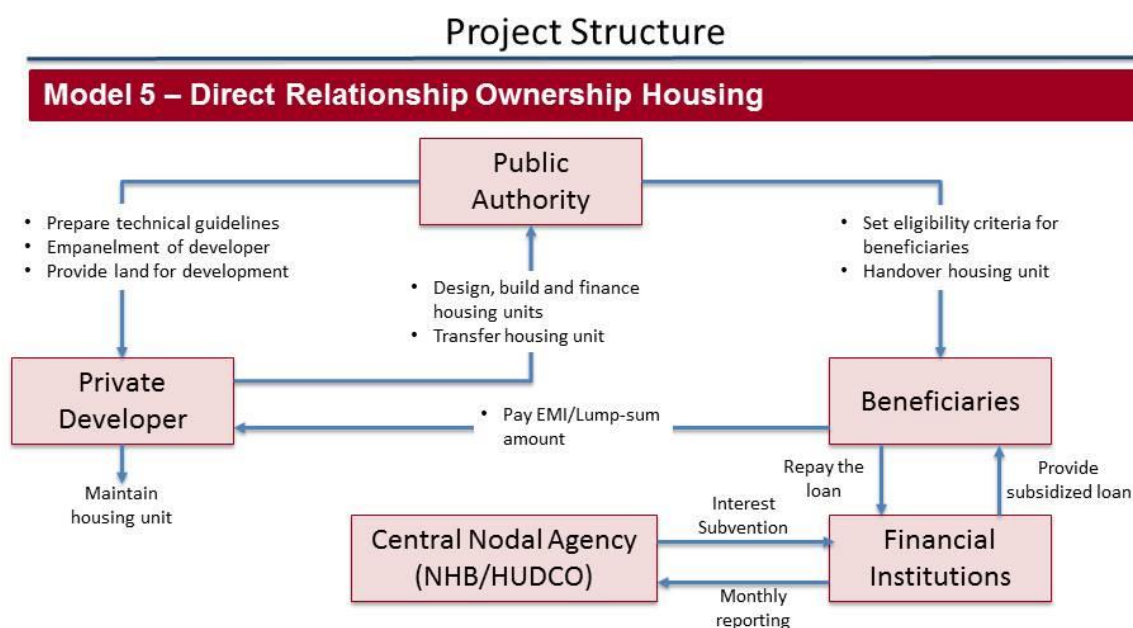 Project Structure
Model 5 – Direct Relationship Ownership Housing
Public
Authority
• Prepare technical guidelines
• Empanelment of developer
• Provide land for development
• Design, build and finance
housing units
• Transfer housing unit
• Set eligibility criteria for
beneficiaries
• Handover housing unit
Private
Developer
• Pay EMI/Lump-sum
amount
Beneficiaries
Maintain
housing unit
Repay the
loan
Provide
subsidized loan
Interest
Subvention
Central Nodal Agency
(NHB/HUDCO)
Financial
Institutions
Monthly
reporting